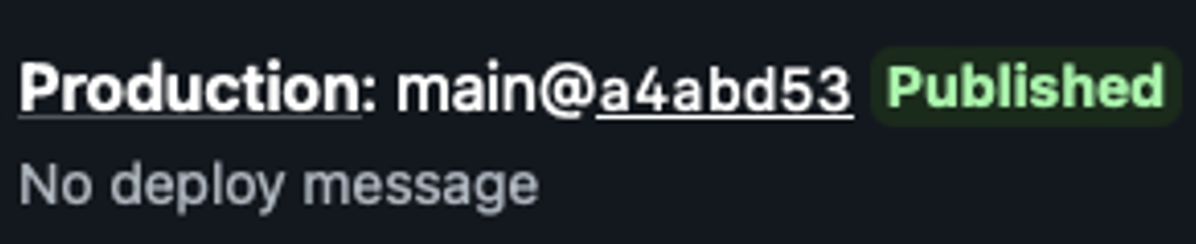 Production: main@a4abd53 Published
No deploy message